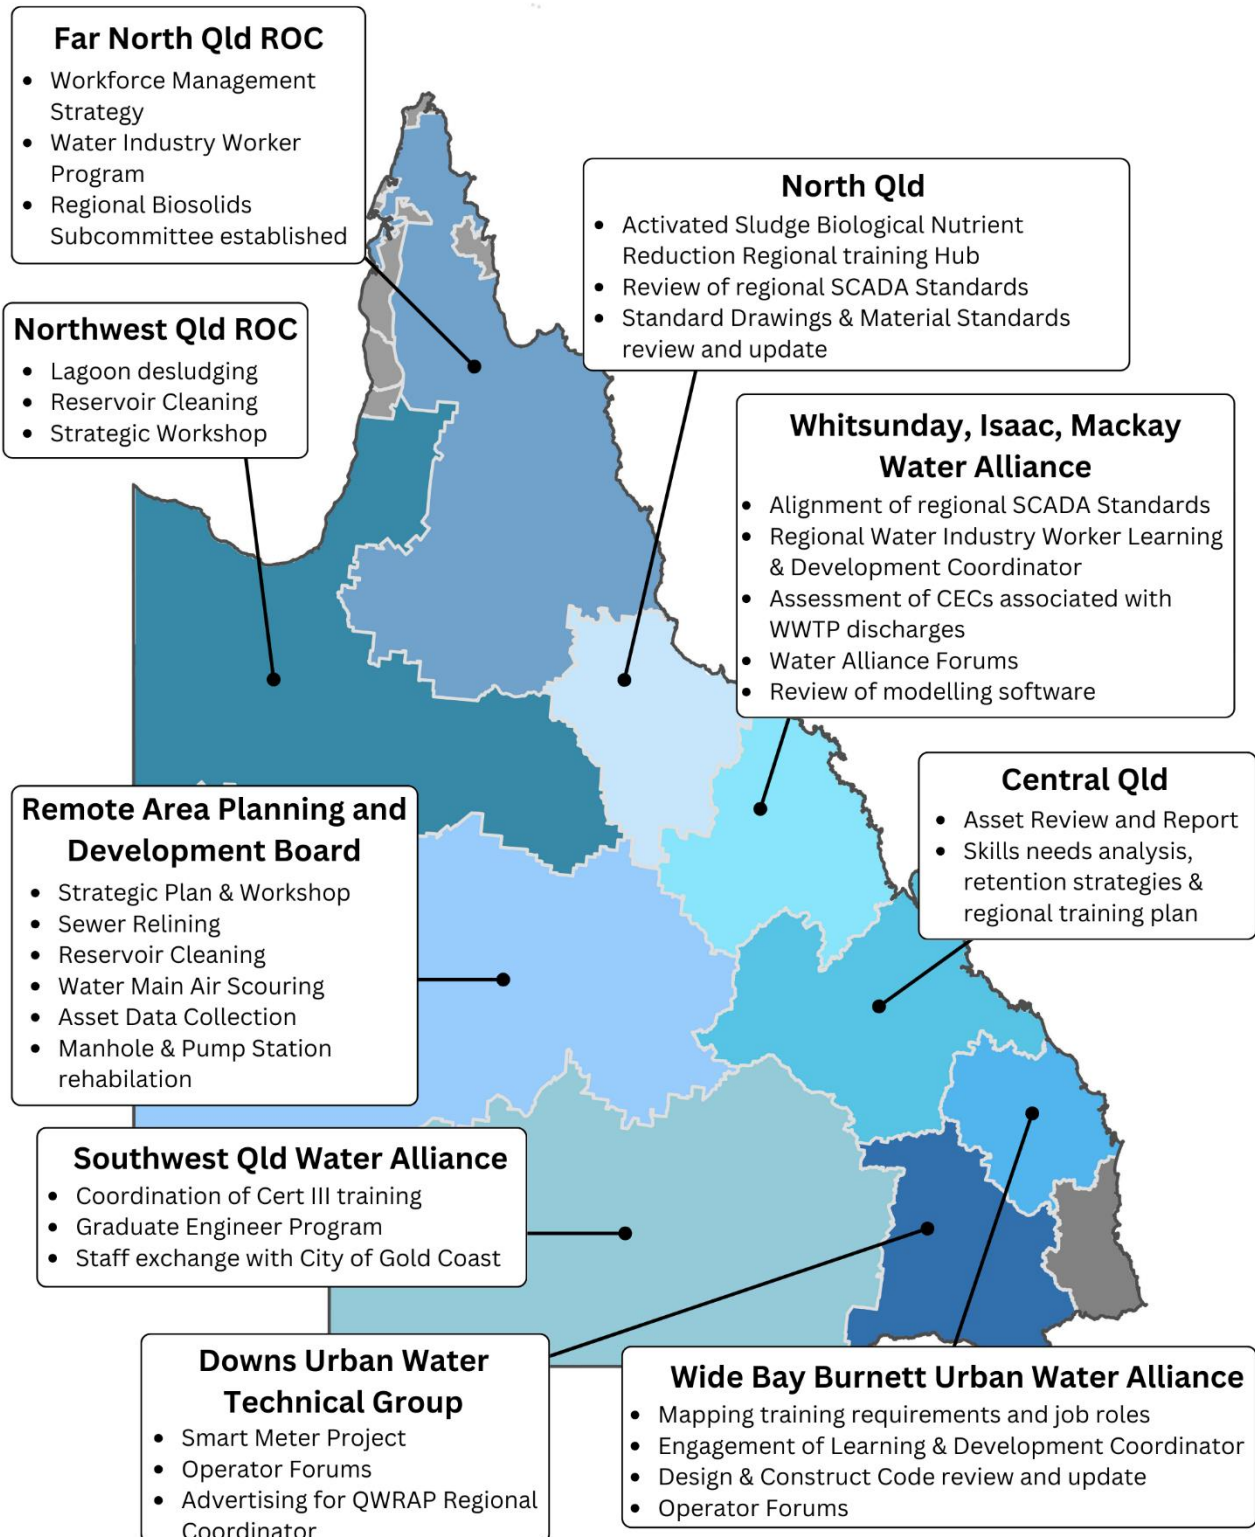 Far North Qld ROC
• Workforce Management
Strategy
• Water Industry Worker
Program
• Regional Biosolids
Subcommittee established
North Qld
• Activated Sludge Biological Nutrient
Reduction Regional training Hub
• Review of regional SCADA Standards
• Standard Drawings & Material Standards
review and update
Northwest Qld ROC
• Lagoon desludging
• Reservoir Cleaning
• Strategic Workshop
Whitsunday, Isaac, Mackay
Water Alliance
• Alignment of regional SCADA Standards
• Regional Water Industry Worker Learning
& Development Coordinator
• Assessment of CECs associated with
WWTP discharges
• Water Alliance Forums
• Review of modelling software
Central Qld
• Asset Review and Report
• Skills needs analysis,
retention strategies &
regional training plan
Remote Area Planning and
Development Board
• Strategic Plan & Workshop
• Sewer Relining
• Reservoir Cleaning
• Water Main Air Scouring
• Asset Data Collection
• Manhole & Pump Station
rehabilation
Southwest Qld Water Alliance
• Coordination of Cert III training
• Graduate Engineer Program
• Staff exchange with City of Gold Coast
Downs Urban Water
Technical Group
• Smart Meter Project
• Operator Forums
• Advertising for QWRAP Regional
Coordinator
Wide Bay Burnett Urban Water Alliance
• Mapping training requirements and job roles
• Engagement of Learning & Development Coordinator
• Design & Construct Code review and update
• Operator Forums